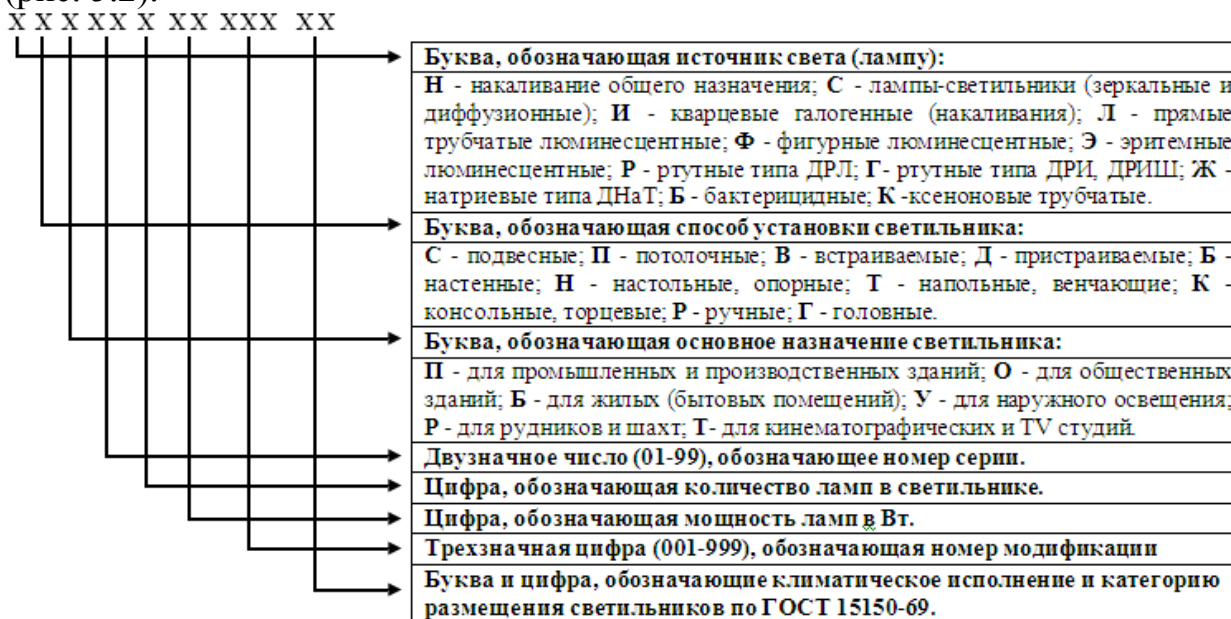 (рис. 5.2).
X X X XX X XX XXX XX
Буква, обозначающая источник света (лампу):
Н - накаливание общего назначения; С - лампы-светильники (зеркальные и
диффузионные); И - кварцевые галогенные (накаливания); Л - прямые
трубчатые люминесцентные; Ф - фигурные люминесцентные; Э - эритемные
люминесцентные; Р - ртутные типа ДРЛ; Г- ртутные типа ДРИ, ДРИШ; Ж -
натриевые типа ДНаТ; Б - бактерицидные; К -ксеноновые трубчатые.
Буква, обозначающая способ установки светильника:
С - подвесные; П - потолочные; В - встраиваемые; Д - пристраиваемые; Б -
настенные; Н - настольные, опорные; Т - напольные, венчающие; К -
консольные, торцевые; Р - ручные; Г - головные.
Буква, обозначающая основное назначение светильника:
П - для промышленных и производственных зданий; О - для общественных
зданий; Б - для жилых (бытовых помещений); У - для наружного освещения;
Р - для рудников и шахт; Т- для кинематографических и TV студий.
Двузначное число (01-99), обозначающее номер серии.
Цифра, обозначающая количество ламп в светильнике.
Цифра, обозначающая мощность ламп в Вт.
Трехзначная цифра (001-999), обозначающая номер модификации
Буква и цифра, обозначающие климатическое исполнение и категорию
размещения светильников по ГОСТ 15150-69.